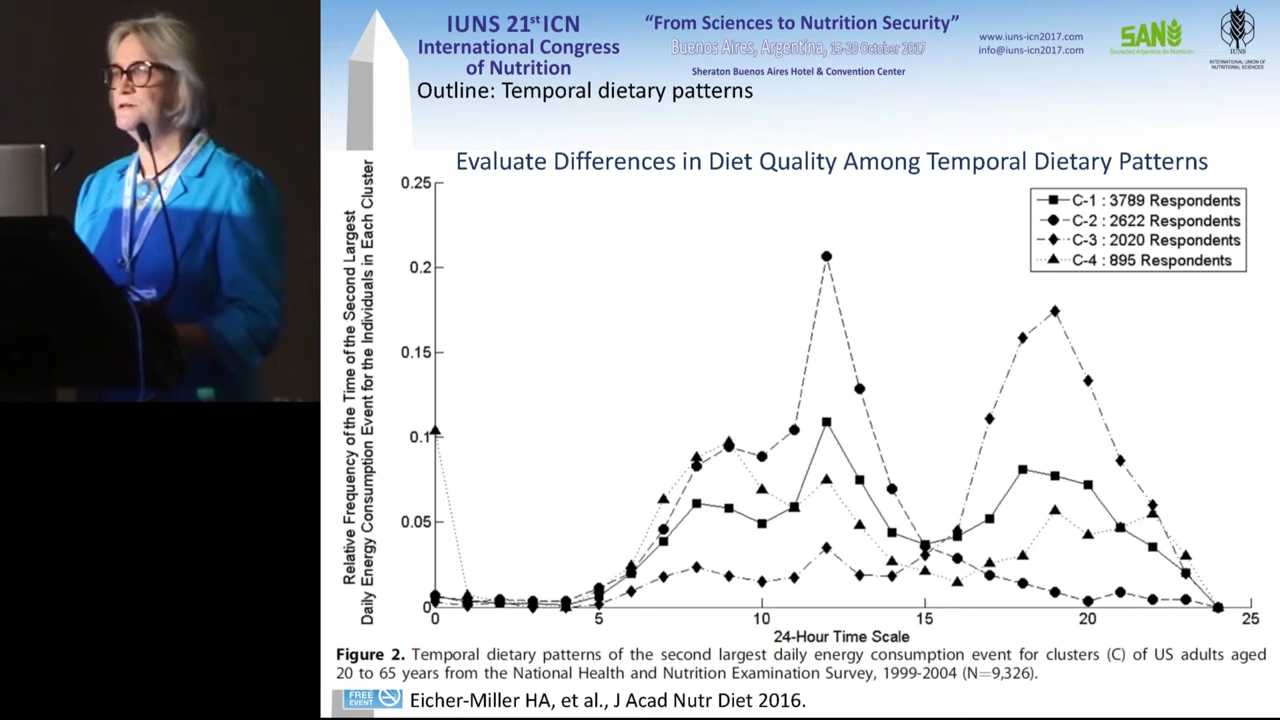 IUNS 21st ICN
International Congress
of Nutrition
"From Sciences to Nutrition Security"
Buenos Aires, Argentina, 15-20 October 2017
Sheraton Buenos Aires Hotel & Convention Center
www.iuns-icn2017.com
info@iuns-icn2017.com
SAN
Sociedad Argentina de Nutrición
IUNS
INTERNATIONAL UNION OF
NUTRITIONAL SCIENCES
Outline: Temporal dietary patterns
Evaluate Differences in Diet Quality Among Temporal Dietary Patterns
Relative Frequency of the Time of the Second Largest
Daily Energy Consumption Event for the Individuals in Each Cluster
0.25
0.2
0.15
0.1
0.05
0
C-1 : 3789 Respondents
C-2 : 2622 Respondents
C-3 : 2020 Respondents
C-4 : 895 Respondents
0 5 10 15 20 25
24-Hour Time Scale
Figure 2. Temporal dietary patterns of the second largest daily energy consumption event for clusters (C) of US adults aged
20 to 65 years from the National Health and Nutrition Examination Survey, 1999-2004 (N=9,326).
FREE
EVENT
Eicher-Miller HA, et al., J Acad Nutr Diet 2016.